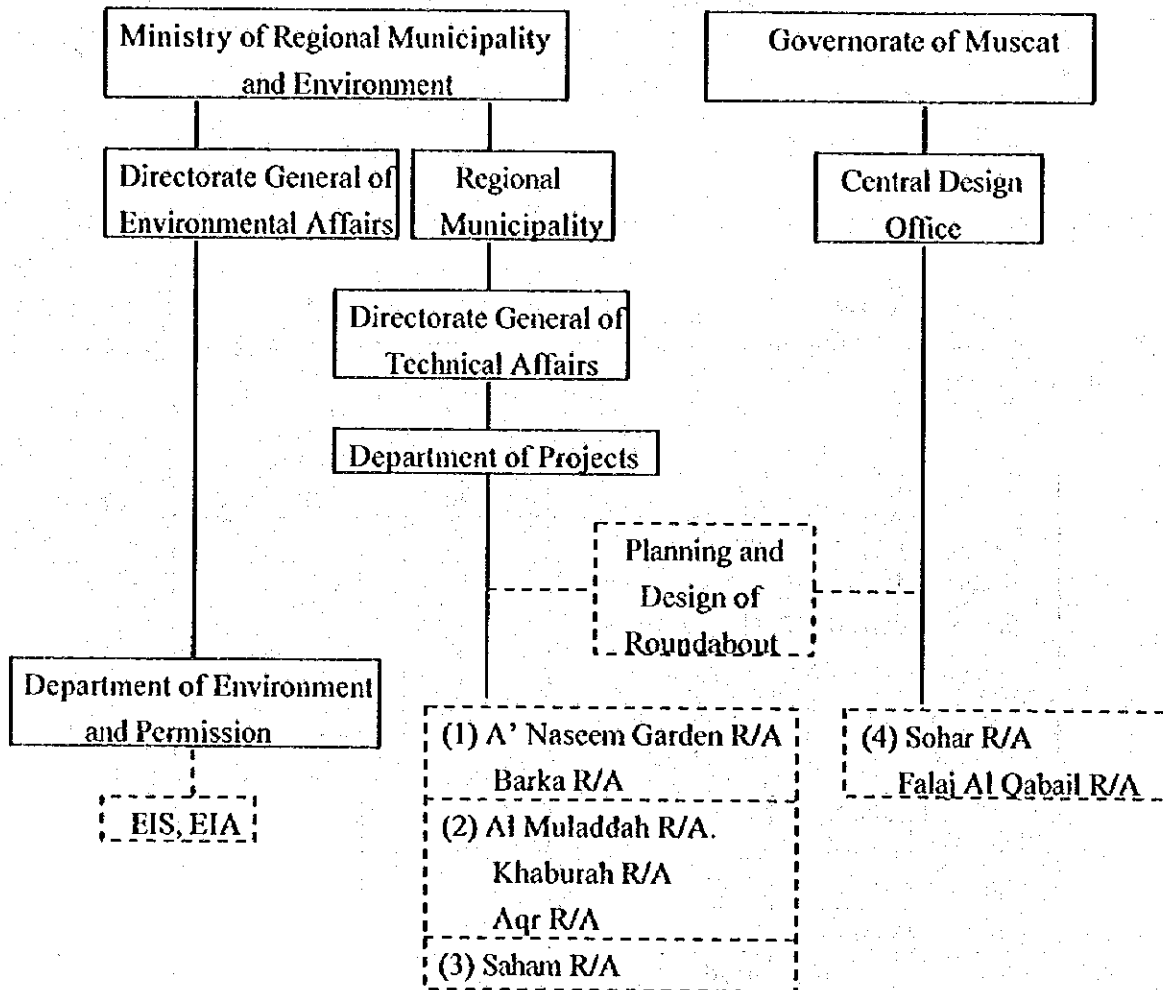 Ministry of Regional Municipality
and Environment
Governorate of Muscat
Directorate General of
Environmental Affairs
Regional
Municipality
Central Design
Office
Directorate General of
Technical Affairs
Department of Projects
Planning and
Design of
Roundabout
Department of Environment
and Permission
EIS, EIA
(1) A' Naseem Garden R/A
Barka R/A
(2) Al Muladdah R/A.
Khaburah R/A
Aqr R/A
(3) Saham R/A
(4) Sohar R/A
Falaj Al Qabail R/A